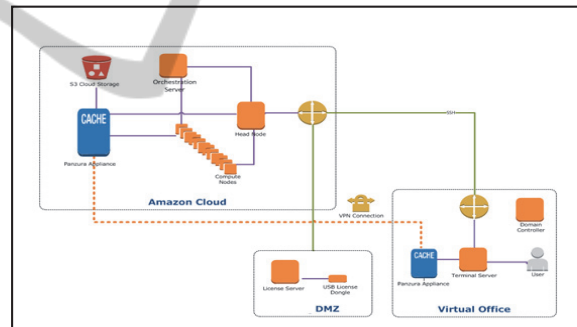 S3 Cloud Storage
Orchestration
Server
CACHE
Panzura Appliance
Head Node
Compute
Nodes
Amazon Cloud
SSH
VPN Connection
License Server
USB License
Dongle
DMZ
Domain
Controller
CACHE
Panzura Appliance
Terminal Server
User
Virtual Office